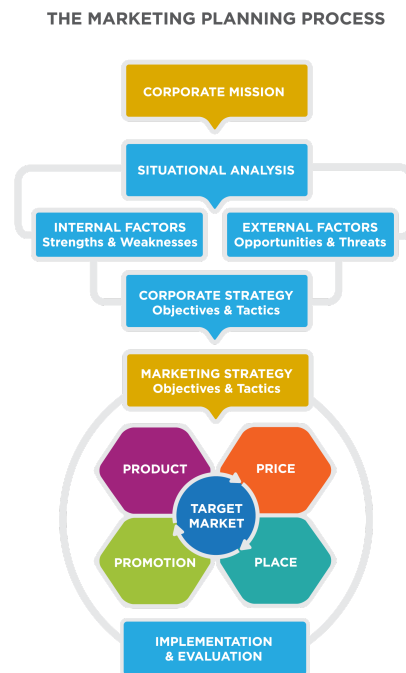 THE MARKETING PLANNING PROCESS
CORPORATE MISSION
SITUATIONAL ANALYSIS
INTERNAL FACTORS
Strengths & Weaknesses
EXTERNAL FACTORS
Opportunities & Threats
CORPORATE STRATEGY
Objectives & Tactics
MARKETING STRATEGY
Objectives & Tactics
PRODUCT
PRICE
TARGET
MARKET
PROMOTION
PLACE
IMPLEMENTATION
& EVALUATION